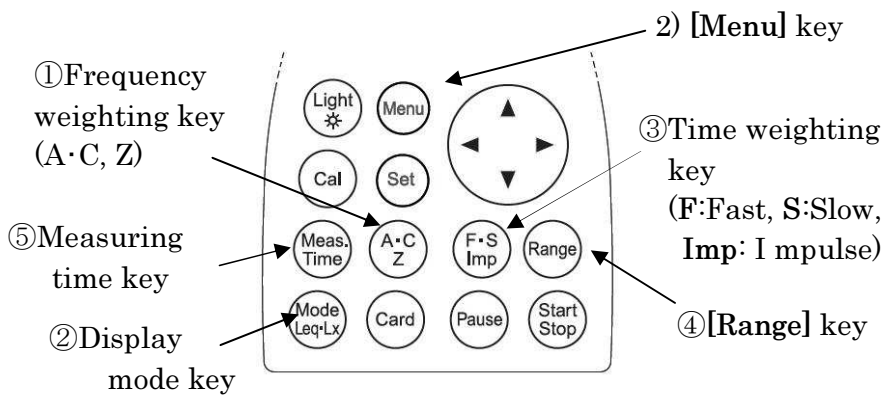 2) [Menu] key
①Frequency
weighting key
(A･C, Z)
③Time weighting
key
(F:Fast, S:Slow,
Imp: I mpulse)
⑤Measuring
time key
②Display
mode key
④[Range] key
Light
Menu
Cal
Set
Meas.
Time
A･C
Z
F･S
Imp
Range
Mode
Leq･Lx
Card
Pause
Start
Stop